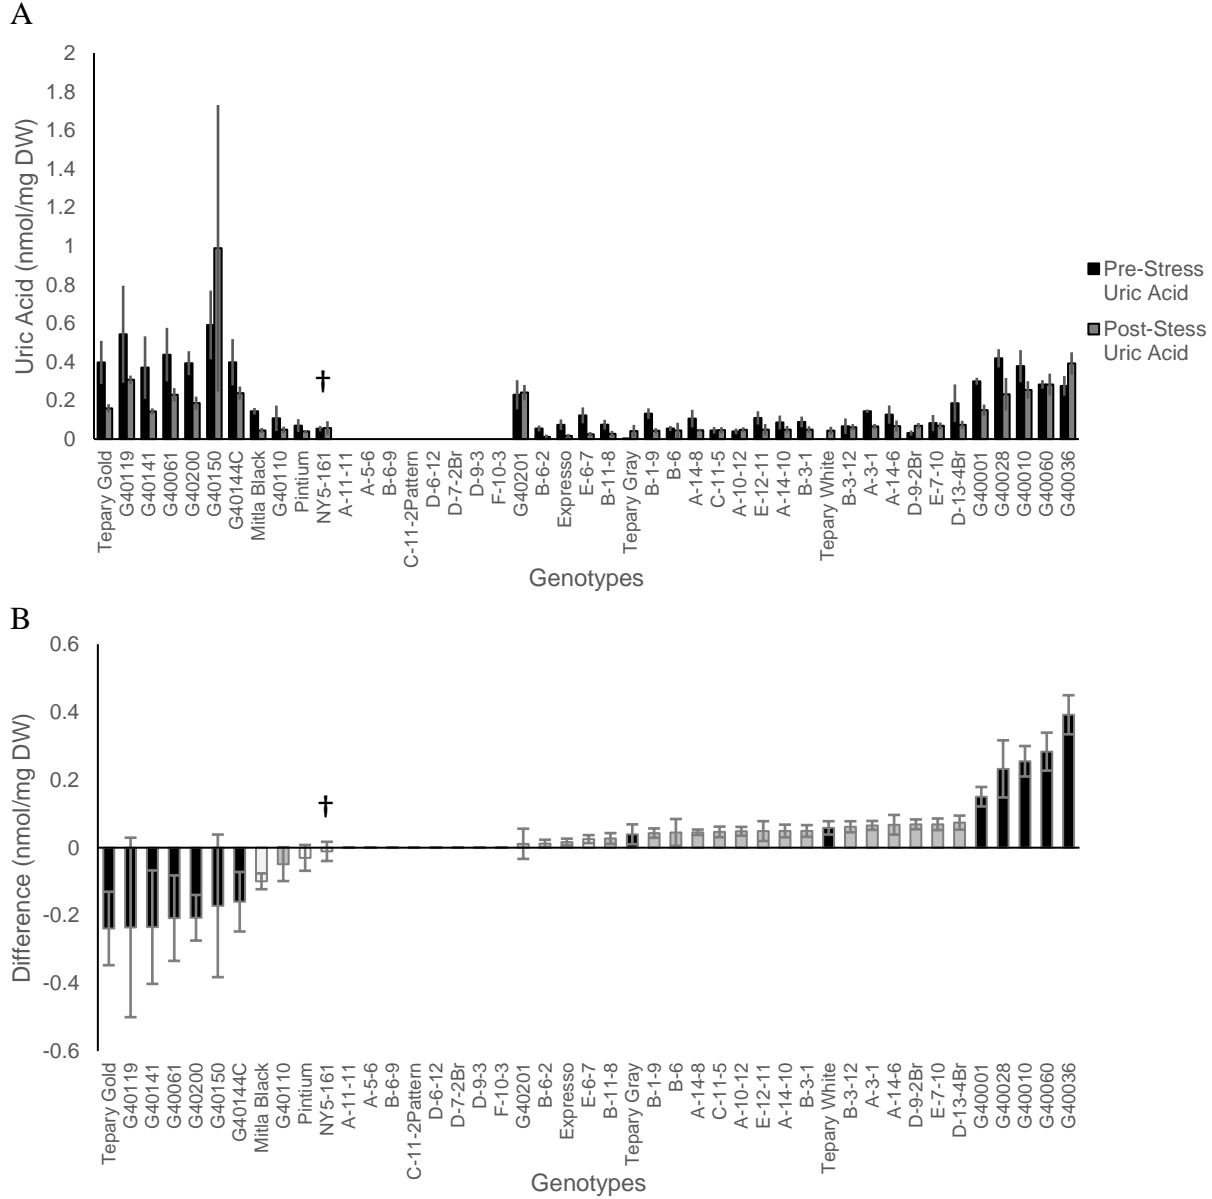 A
2
1.8
1.6
1.4
1.2
1
0.8
0.6
0.4
0.2
0
Uric Acid (nmol/mg DW)
†
Pre-Stress
Uric Acid
Post-Stess
Uric Acid
Tepary Gold
G40119
G40141
G40061
G40200
G40150
G40144C
Mitla Black
G40110
Pintium
NY5-161
A-11-11
A-5-6
B-6-9
C-11-2Pattern
D-6-12
D-7-2Br
D-9-3
F-10-3
G40201
B-6-2
Expresso
E-6-7
B-11-8
Tepary Gray
B-1-9
B-6
A-14-8
C-11-5
A-10-12
E-12-11
A-14-10
B-3-1
Tepary White
B-3-12
A-3-1
A-14-6
D-9-2Br
E-7-10
D-13-4Br
G40001
G40028
G40010
G40060
G40036
Genotypes
B
0.6
0.4
0.2
0
-0.2
-0.4
-0.6
Difference (nmol/mg DW)
†
Tepary Gold
G40119
G40141
G40061
G40200
G40150
G40144C
Mitla Black
G40110
Pintium
NY5-161
A-11-11
A-5-6
B-6-9
C-11-2Pattern
D-6-12
D-7-2Br
D-9-3
F-10-3
G40201
B-6-2
Expresso
E-6-7
B-11-8
Tepary Gray
B-1-9
B-6
A-14-8
C-11-5
A-10-12
E-12-11
A-14-10
B-3-1
Tepary White
B-3-12
A-3-1
A-14-6
D-9-2Br
E-7-10
D-13-4Br
G40001
G40028
G40010
G40060
G40036
Genotypes